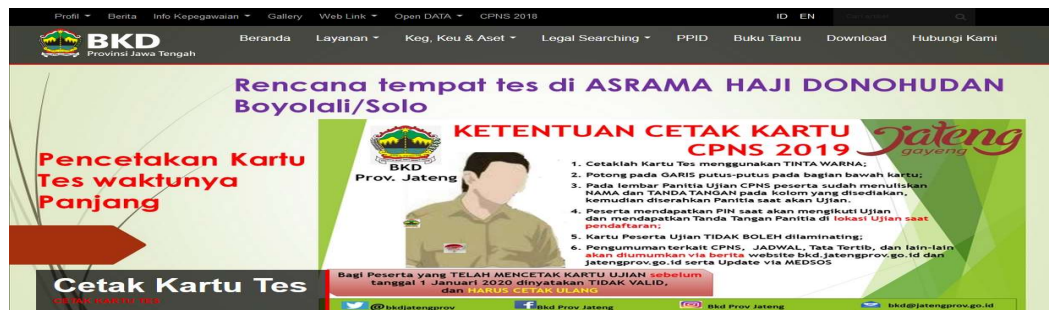 Profil Berita Info Kepegawaian Gallery Web Link Open DATA CPNS 2018 ID EN
BKD
Provinsi Jawa Tengah
Beranda Layanan Keg, Keu & Aset Legal Searching PPID Buku Tamu Download Hubungi Kami
Rencana tempat tes di ASRAMA HAJI DONOHUDAN
Boyolali/Solo
Pencetakan Kartu
Tes waktunya
Panjang
BKD
Prov. Jateng
KETENTUAN CETAK KARTU
CPNS 2019
Jateng
gayeng
1. Cetaklah Kartu Tes menggunakan TINTA WARNA;
2. Potong pada GARIS putus-putus pada bagian bawah kartu;
3. Pada lembar Panitia Ujian CPNS peserta sudah menuliskan
NAMA dan TANDA TANGAN pada kolom yang disediakan,
kemudian diserahkan Panitia saat akan Ujian.
4. Peserta mendapatkan PIN saat akan mengikuti Ujian
dan mendapatkan Tanda Tangan Panitia di lokasi Ujian saat
pendaftaran;
5. Kartu Peserta Ujian TIDAK BOLEH dilaminating;
6. Pengumuman terkait CPNS, JADWAL, Tata Tertib, dan lain-lain
akan diumumkan via berita website bkd.jatengprov.go.id dan
jatengprov.go.id serta Update via MEDSOS
Bagi Peserta yang TELAH MENCETAK KARTU UJIAN sebelum
tanggal 1 Januari 2020 dinyatakan TIDAK VALID,
dan HARUS CETAK ULANG
Cetak Kartu Tes
CETAK KARTU TES
@bkdjatengprov Bkd Prov Jateng Bkd Prov Jateng bkd@jatengprov.go.id